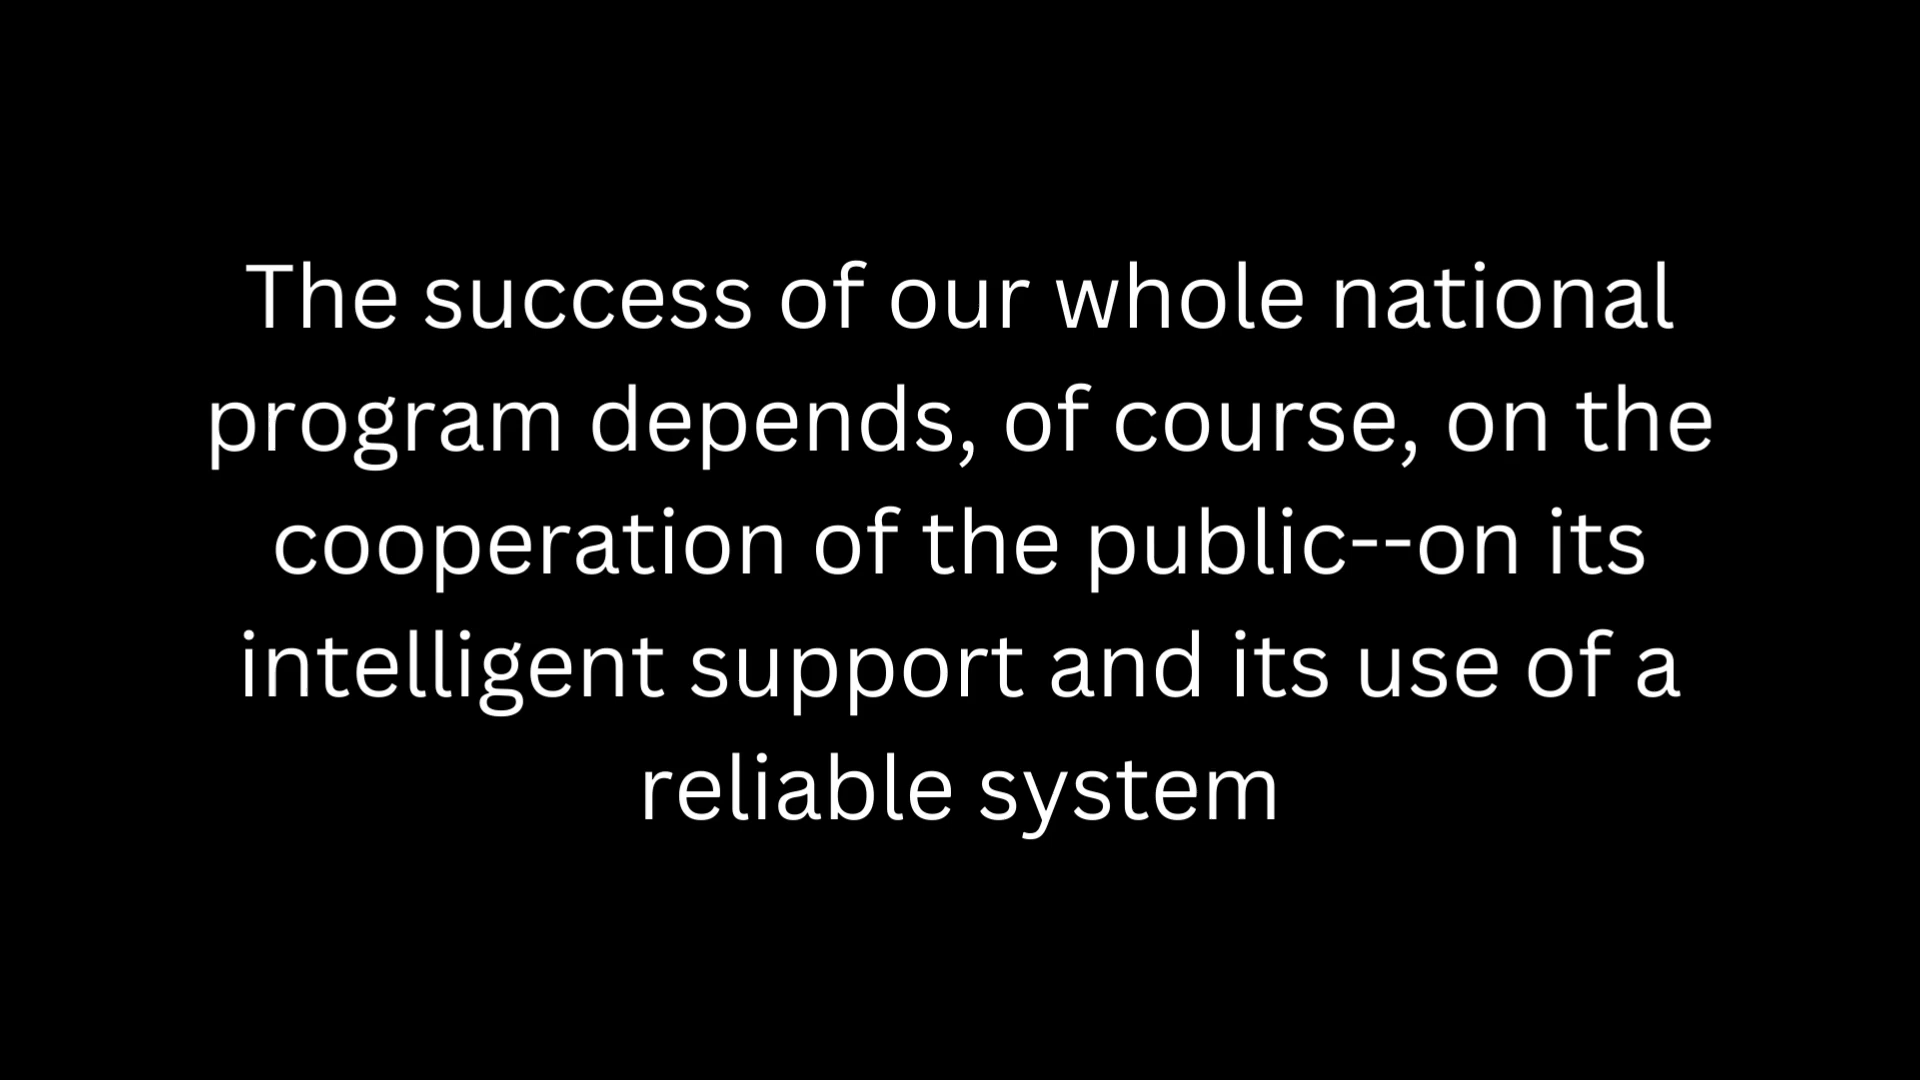 The success of our whole national
program depends, of course, on the
cooperation of the public--on its
intelligent support and its use of a
reliable system